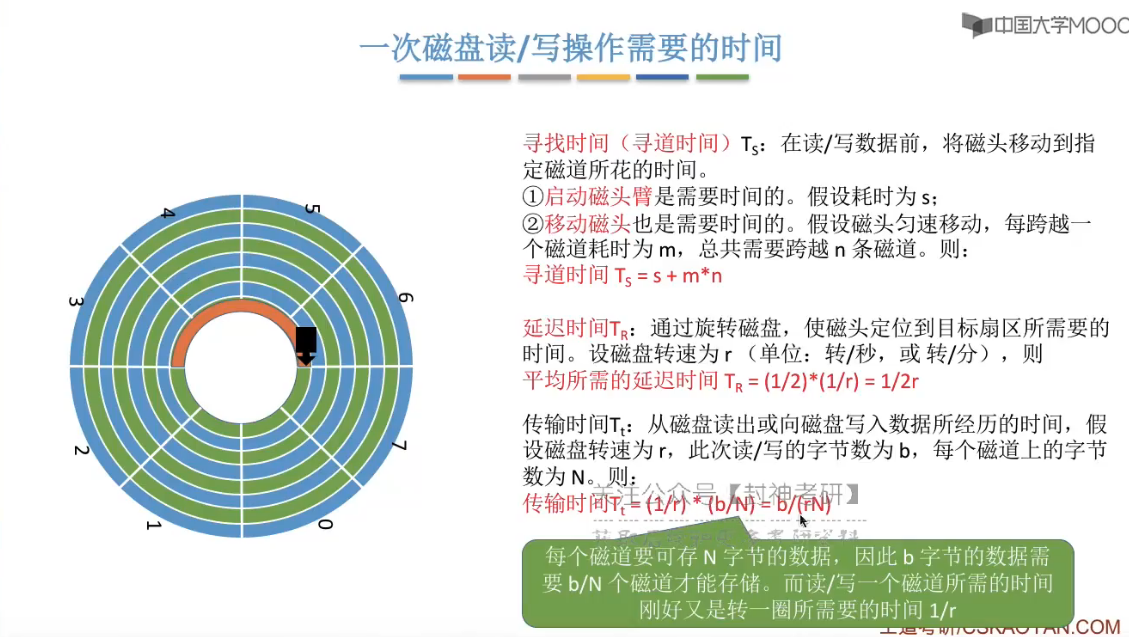 中国大学MOOC
一次磁盘读/写操作需要的时间
寻找时间（寻道时间）TS：在读/写数据前，将磁头移动到指
定磁道所花的时间。
①启动磁头臂是需要时间的。假设耗时为 s；
②移动磁头也是需要时间的。假设磁头匀速移动，每跨越一
个磁道耗时为 m，总共需要跨越 n 条磁道。则：
寻道时间 TS = s + m*n
延迟时间TR：通过旋转磁盘，使磁头定位到目标扇区所需要的
时间。设磁盘转速为 r （单位：转/秒，或 转/分），则
平均所需的延迟时间 TR = (1/2)*(1/r) = 1/2r
传输时间Tt：从磁盘读出或向磁盘写入数据所经历的时间，假
设磁盘转速为 r，此次读/写的字节数为 b，每个磁道上的字节
数为 N。则：
关注公众号【封神考研】
传输时间Tt = (1/r) * (b/N) = b/(rN)
每个磁道要可存 N 字节的数据，因此 b 字节的数据需
要 b/N 个磁道才能存储。而读/写一个磁道所需的时间
刚好又是转一圈所需要的时间 1/r
王道考研/CSKAOYAN.COM
4
5
3
6
2
7
1
0